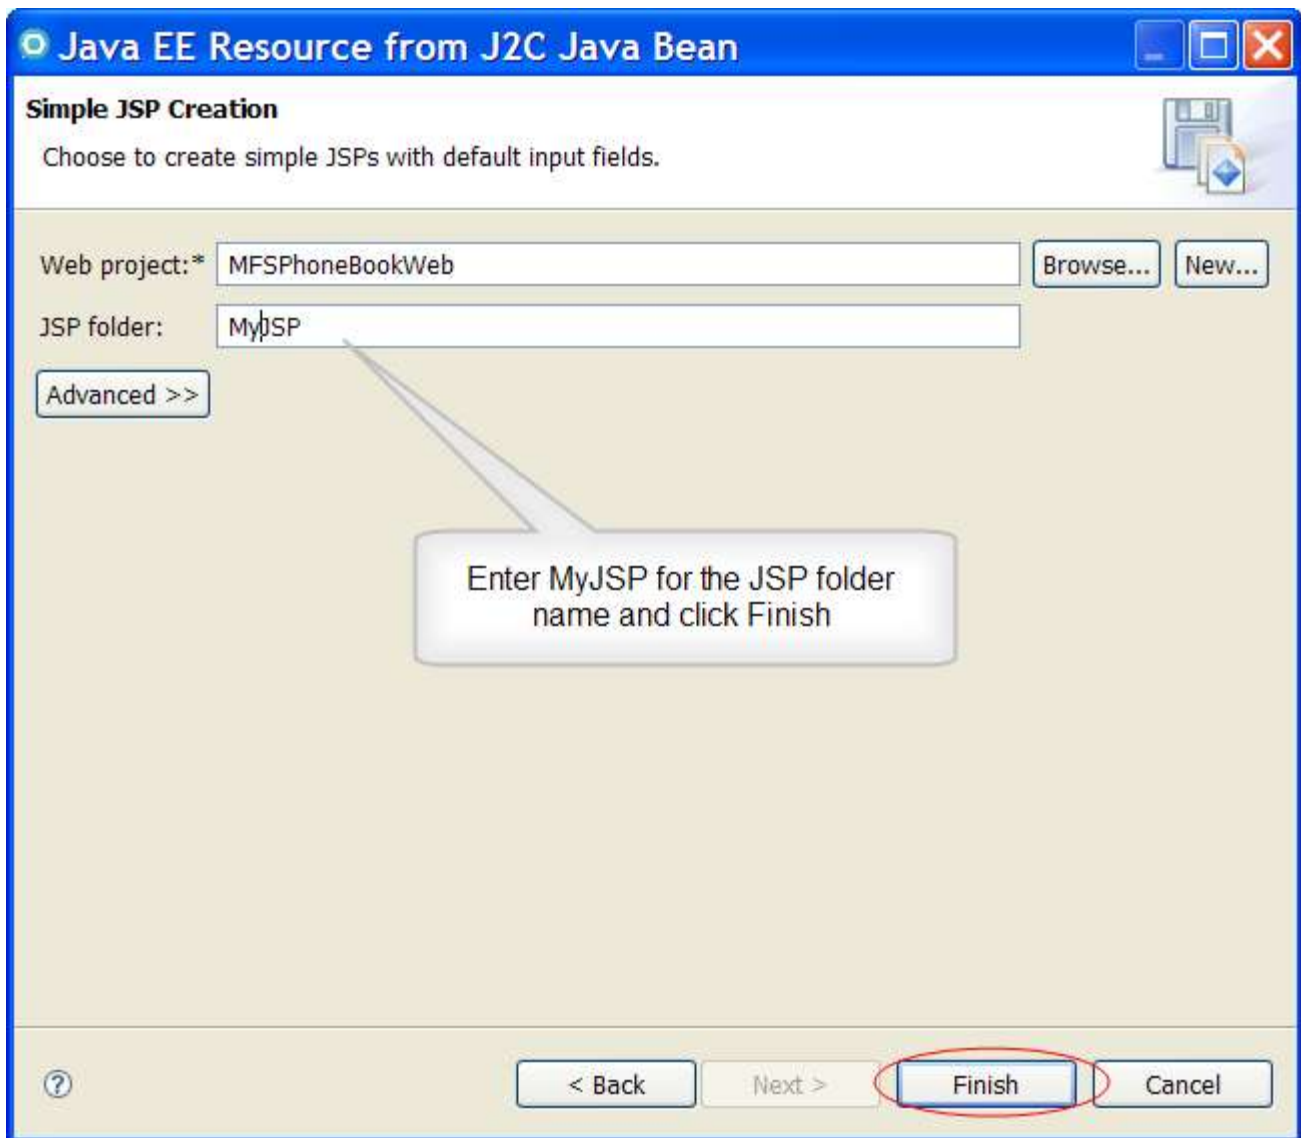 Java EE Resource from J2C Java Bean
Simple JSP Creation
Choose to create simple JSPs with default input fields.
Web project:* MFSPhoneBookWeb Browse... New...
JSP folder: MyJSP
Advanced >>
Enter MyJSP for the JSP folder
name and click Finish
? < Back Next > Finish Cancel